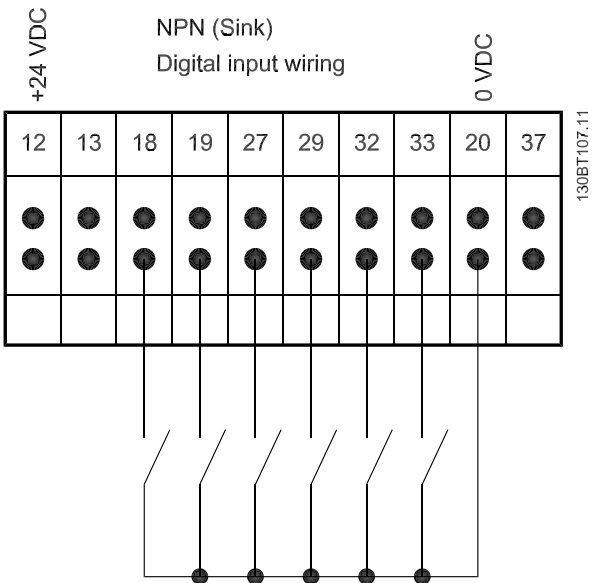 +24 VDC
NPN (Sink)
Digital input wiring
0 VDC
12 13 18 19 27 29 32 33 20 37
130BT107.11